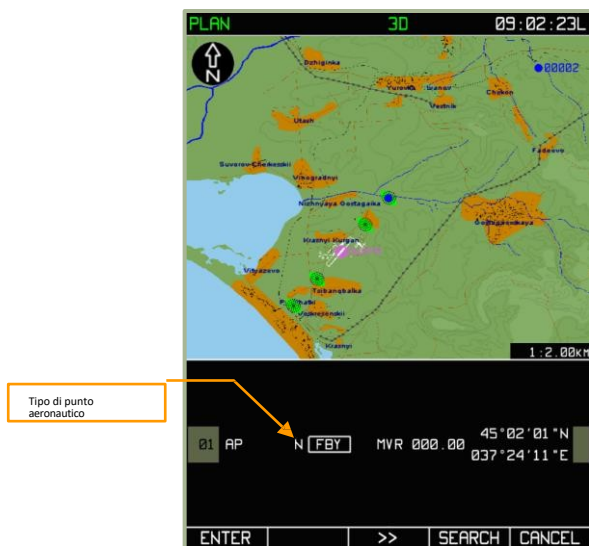 PLAN 3D 09:02:23L
N
Dzhiginka
00002
Yurovka
Vestnik
Chekon
Utash
Fadeevo
Suvorov-Cherkesskii
Vinogradnyi
Nizhnyaya Gostagaika
Gostagaevskaya
Krasnyi Kurgan
Vityazevo
Tsibanobalka
Voskresenskii
Krasnyi
1:2.00KM
Tipo di punto
aeronautico
01 AP N FBY MVR 000.00 45°02'01"N
037°24'11"E
ENTER >> SEARCH CANCEL